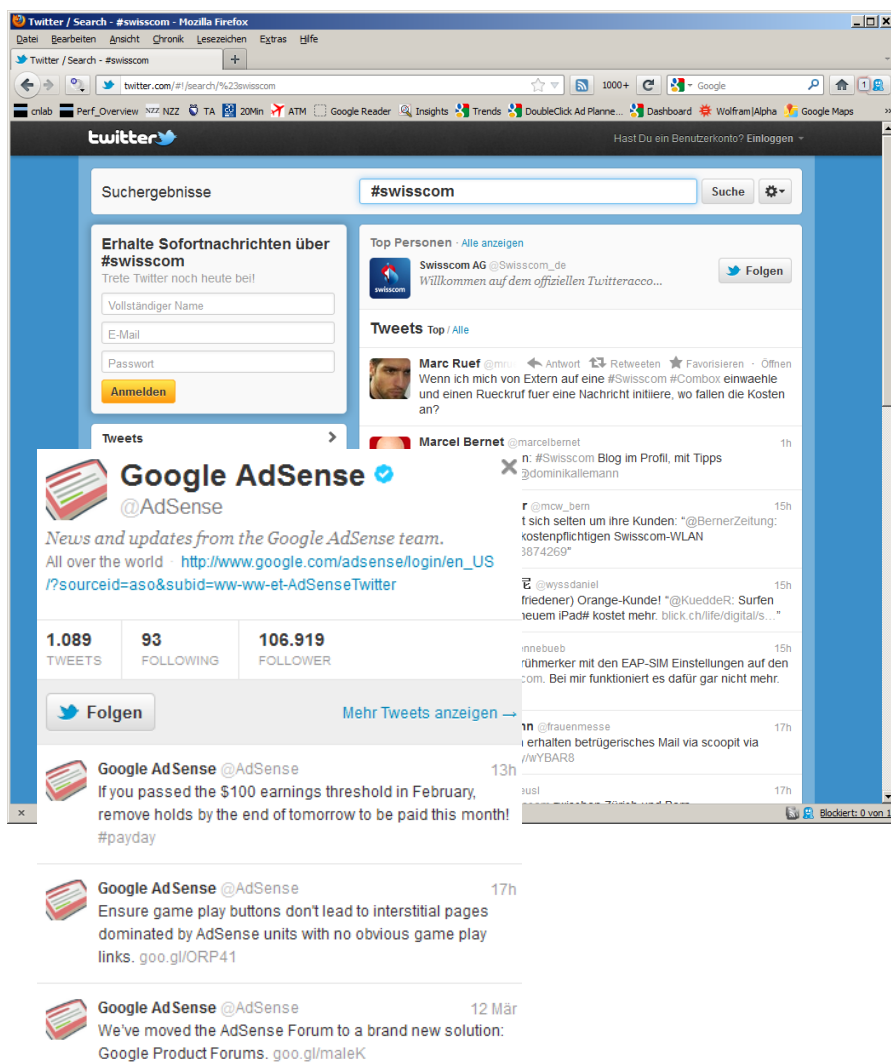 Twitter / Search - #swisscom - Mozilla Firefox
Datei Bearbeiten Ansicht Chronik Lesezeichen Extras Hilfe
Twitter / Search - #swisscom +
twitter.com/#!/search/%23swisscom 1000+ Google
cnlab Perf_Overview NZZ NZZ TA 20Min ATM Google Reader Insights Trends DoubleClick Ad Planne... Dashboard Wolfram|Alpha Google Maps
twitter Hast Du ein Benutzerkonto? Einloggen
Suchergebnisse #swisscom Suche
Erhalte Sofortnachrichten über
#swisscom
Trete Twitter noch heute bei!
Vollständiger Name
E-Mail
Passwort
Anmelden
Tweets
Top Personen · Alle anzeigen
swisscom
Swisscom AG @Swisscom_de
Willkommen auf dem offiziellen Twitteracco...
Folgen
Tweets Top / Alle
Marc Ruef @mru Antwort Retweeten Favorisieren · Öffnen
Wenn ich mich von Extern auf eine #Swisscom #Combox einwaehle
und einen Rueckruf fuer eine Nachricht initiiere, wo fallen die Kosten
an?
Marcel Bernet @marcelbernet 1h
n: #Swisscom Blog im Profil, mit Tipps
@dominikallemann
r @mcw_bern 15h
t sich selten um ihre Kunden: "@BernerZeitung:
kostenpflichtigen Swisscom-WLAN
3874269"
@wyssdaniel 15h
friedener) Orange-Kunde! "@KueddeR: Surfen
neuem iPad# kostet mehr. blick.ch/life/digital/s..."
ennebueb 15h
rühmerker mit den EAP-SIM Einstellungen auf den
com. Bei mir funktioniert es dafür gar nicht mehr.
nn @frauenmesse 17h
n erhalten betrügerisches Mail via scoopit via
y/wYBAR8
eusl 17h
Blockiert: 0 von 1
Google AdSense
@AdSense
News and updates from the Google AdSense team.
All over the world · http://www.google.com/adsense/login/en_US
/?sourceid=aso&subid=ww-ww-et-AdSenseTwitter
1.089 93 106.919
TWEETS FOLLOWING FOLLOWER
Folgen Mehr Tweets anzeigen →
Google AdSense @AdSense 13h
If you passed the $100 earnings threshold in February,
remove holds by the end of tomorrow to be paid this month!
#payday
Google AdSense @AdSense 17h
Ensure game play buttons don't lead to interstitial pages
dominated by AdSense units with no obvious game play
links. goo.gl/ORP41
Google AdSense @AdSense 12 Mär
We've moved the AdSense Forum to a brand new solution:
Google Product Forums. goo.gl/maleK